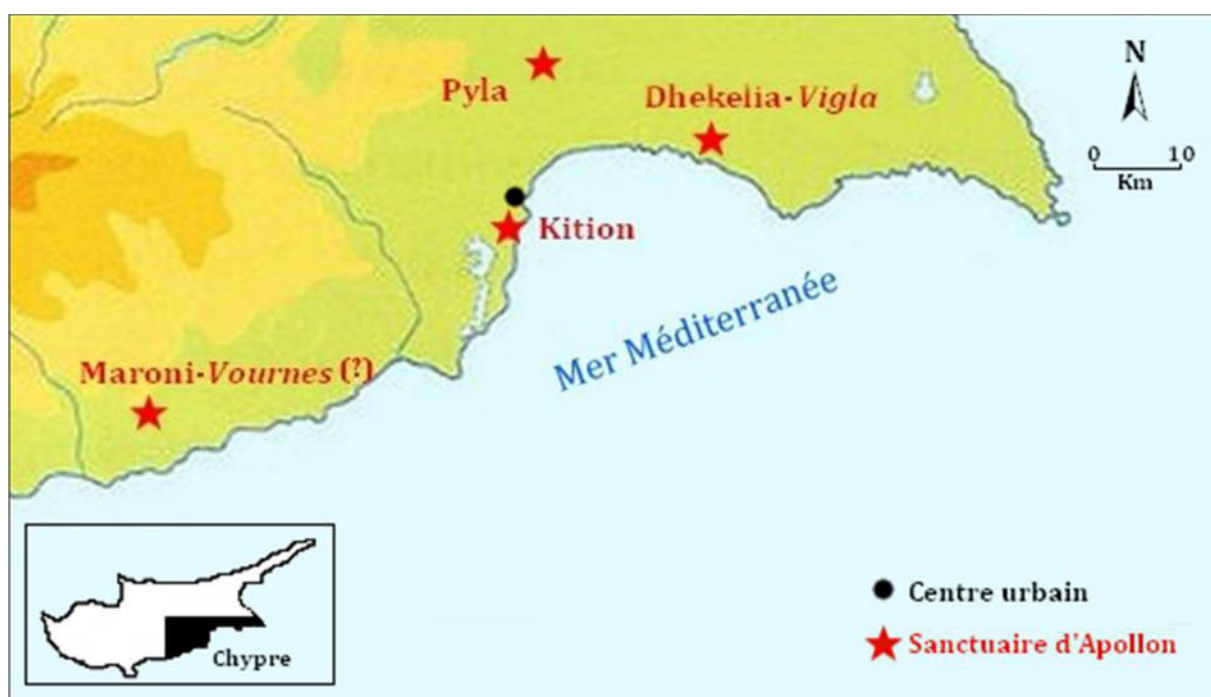 N
Pyla
Dhekelia-Vigla
0 10
Km
Kition
Mer Méditerranée
Maroni-Vournes (?)
Chypre
Centre urbain
Sanctuaire d'Apollon